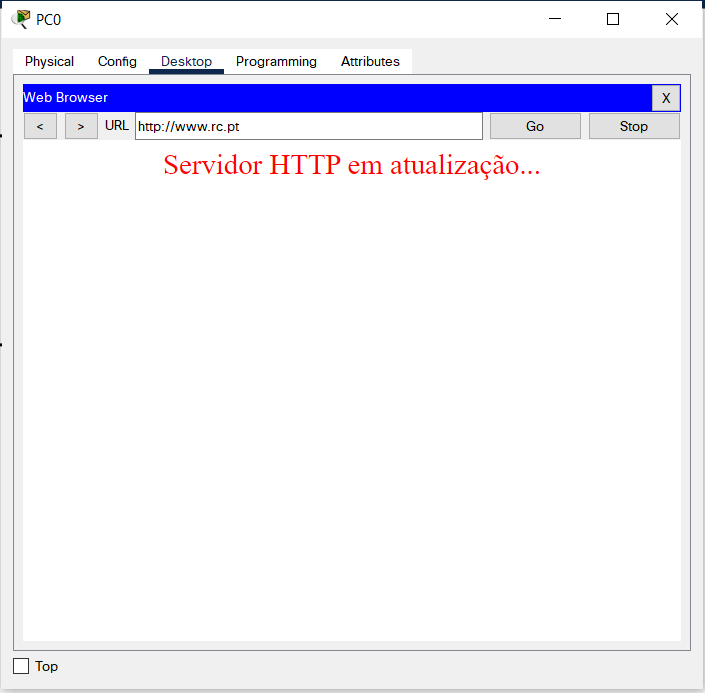 PC0
Physical Config Desktop Programming Attributes
Web Browser X
< > URL http://www.rc.pt Go Stop
Servidor HTTP em atualização...
Top